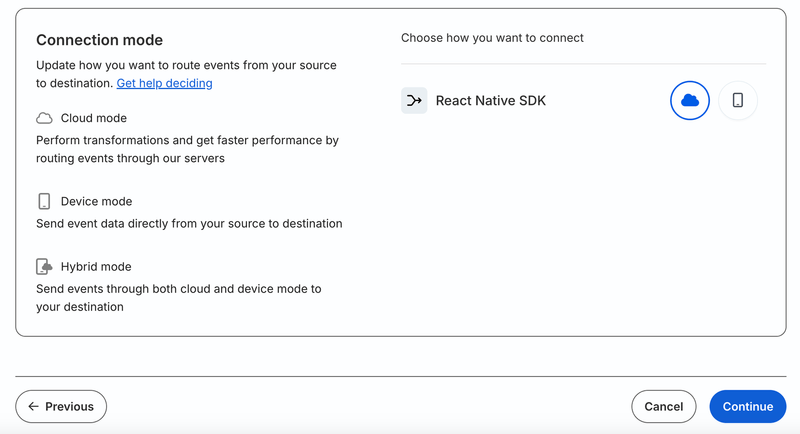 Connection mode
Update how you want to route events from your source
to destination. Get help deciding
Cloud mode
Perform transformations and get faster performance by
routing events through our servers
Device mode
Send event data directly from your source to destination
Hybrid mode
Send events through both cloud and device mode to
your destination
Choose how you want to connect
React Native SDK
Previous
Cancel
Continue